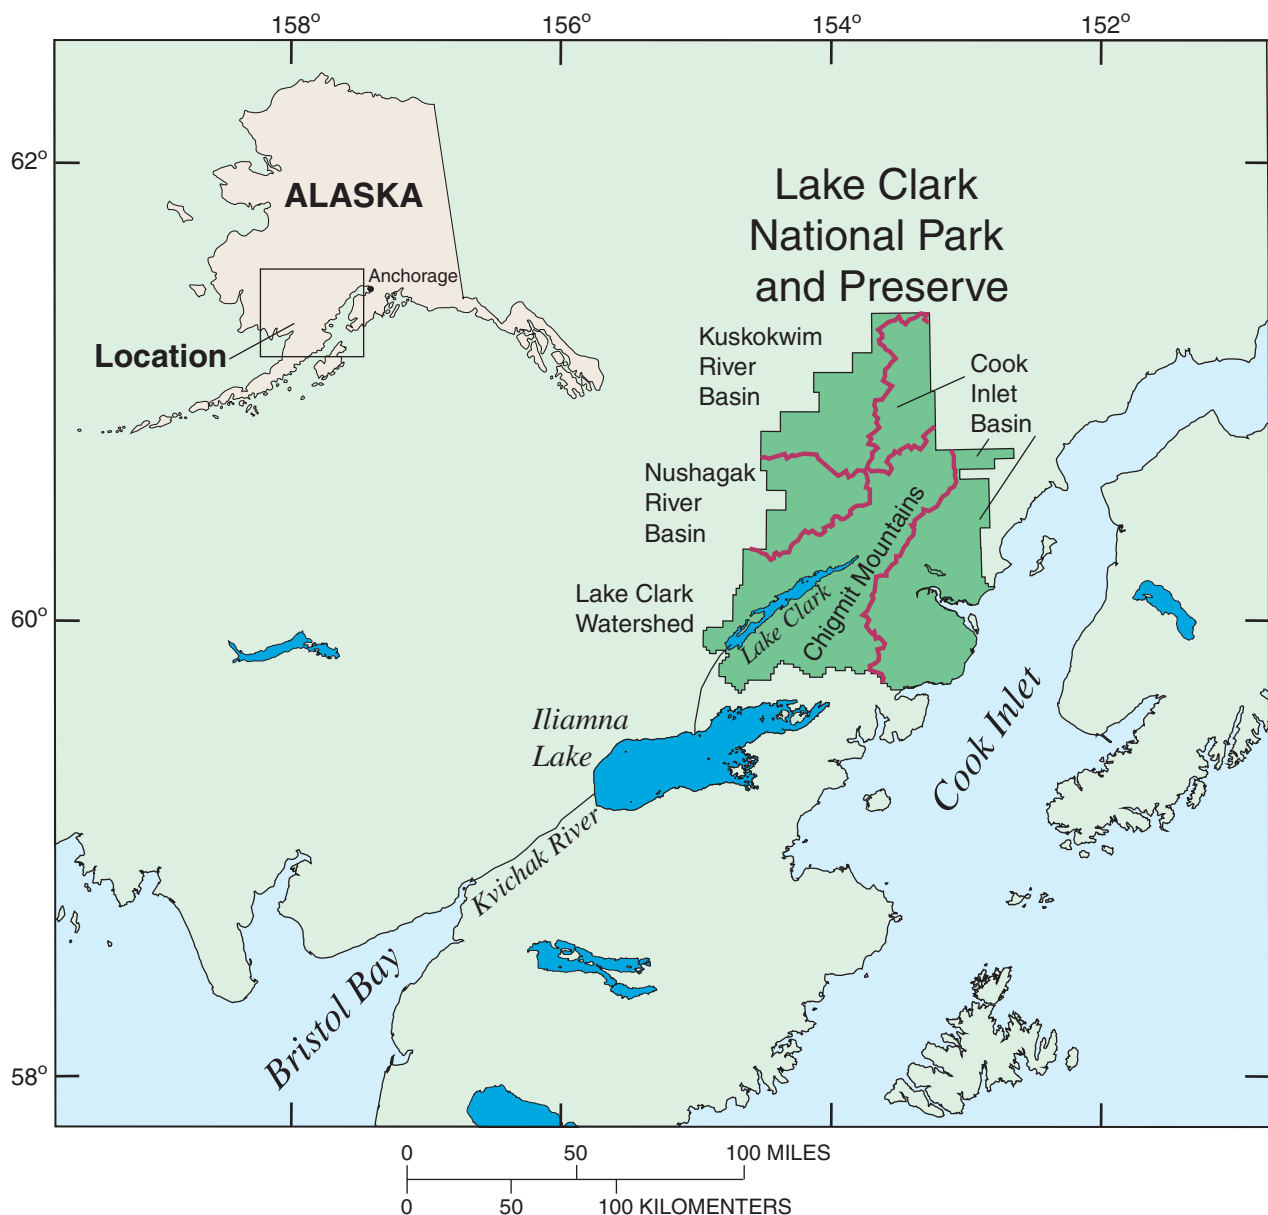 158° 156° 154° 152°
62°
60°
58°
ALASKA
Anchorage
Location
Lake Clark
National Park
and Preserve
Kuskokwim
River
Basin
Cook
Inlet
Basin
Nushagak
River
Basin
Lake Clark
Watershed
Chigmit Mountains
Lake Clark
Iliamna
Lake
Kvichak River
Cook Inlet
Bristol Bay
0 50 100 MILES
0 50 100 KILOMENTERS